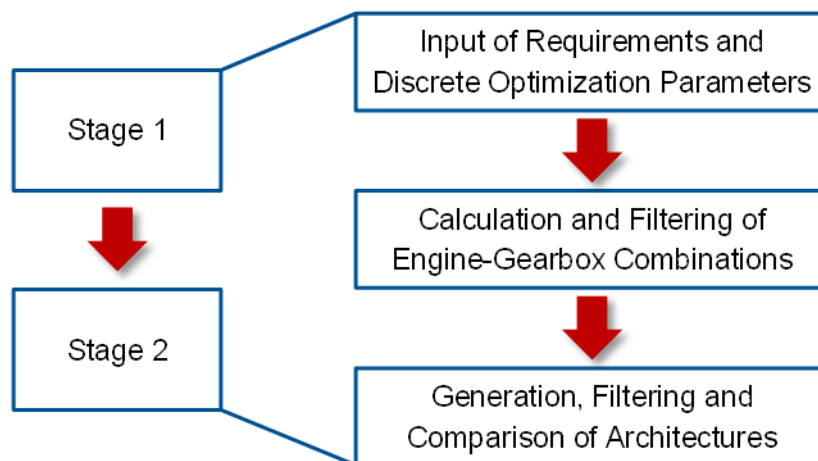 Stage 1
Stage 2
Input of Requirements and
Discrete Optimization Parameters
Calculation and Filtering of
Engine-Gearbox Combinations
Generation, Filtering and
Comparison of Architectures